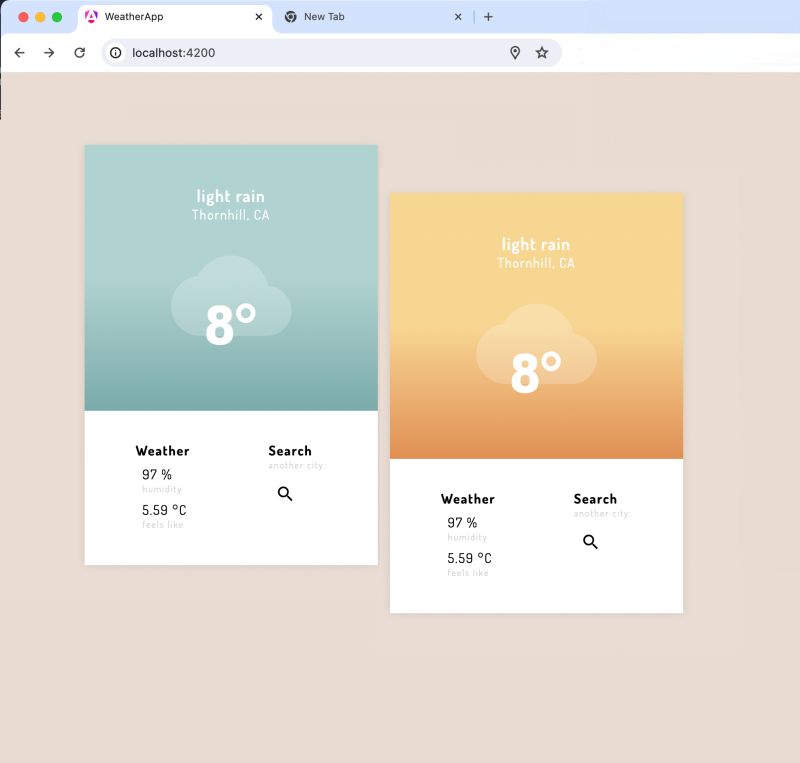 WeatherApp
New Tab
localhost:4200
light rain
Thornhill, CA
8°
Weather
97 %
humidity
5.59 °C
feels like
Search
another city:
light rain
Thornhill, CA
8°
Weather
97 %
humidity
5.59 °C
feels like
Search
another city: